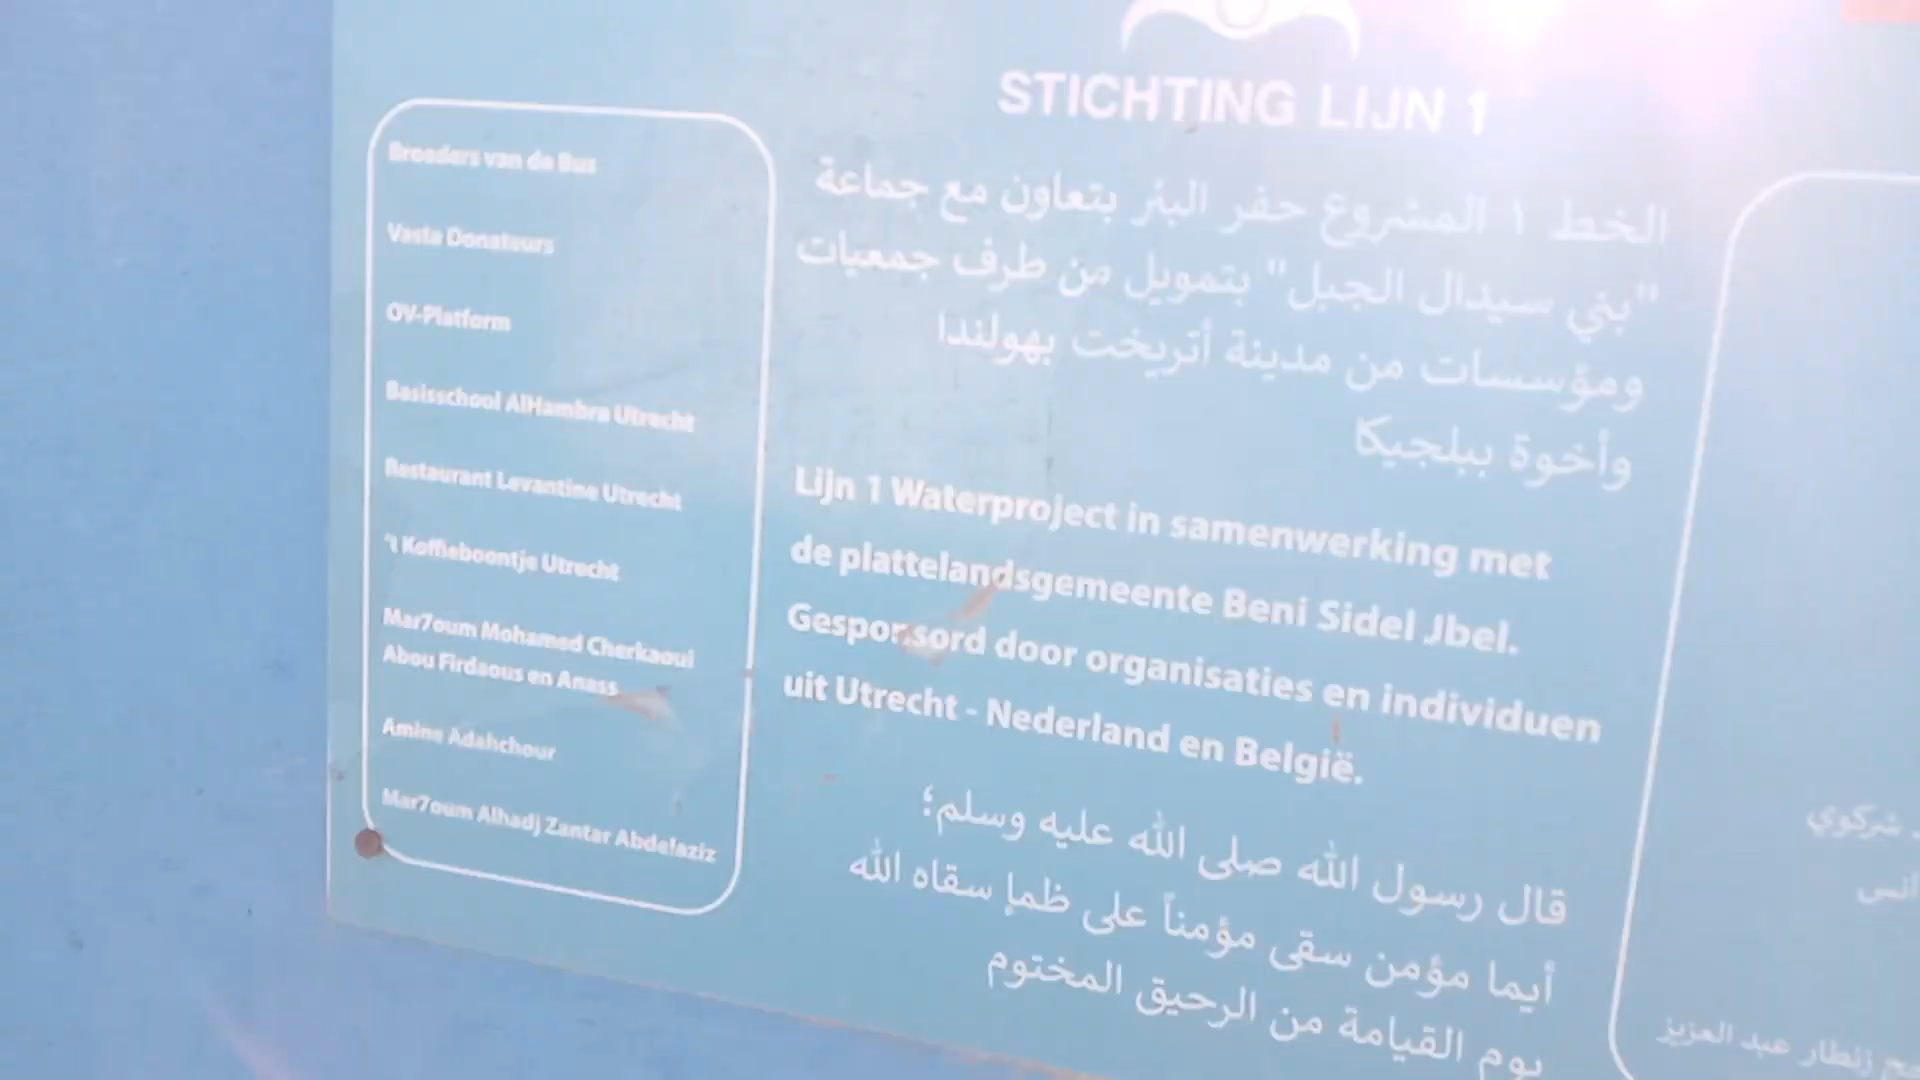 STICHTING LIJN 1
Broeders van de Bus
Vaste Donateurs
OV-Platform
Basisschool AlHambra Utrecht
Restaurant Levantine Utrecht
't Koffieboontje Utrecht
Mar7oum Mohamed Cherkaoui
Abou Firdaous en Anass
Amine Adahchour
Mar7oum Alhadj Zantar Abdelaziz
الخط ١ المشروع حفر البئر بتعاون مع جماعة
"بني سيدال الجبل" بتمويل من طرف جمعيات
ومؤسسات من مدينة أتريخت بهولندا
وأخوة ببلجيكا
Lijn 1 Waterproject in samenwerking met
de plattelandsgemeente Beni Sidel Jbel.
Gesponsord door organisaties en individuen
uit Utrecht - Nederland en België.
قال رسول الله صلى الله عليه وسلم؛
أيما مؤمن سقى مؤمناً على ظمإ سقاه الله
يوم القيامة من الرحيق المختوم
شركوي
أنس
زنطار عبد العزيز